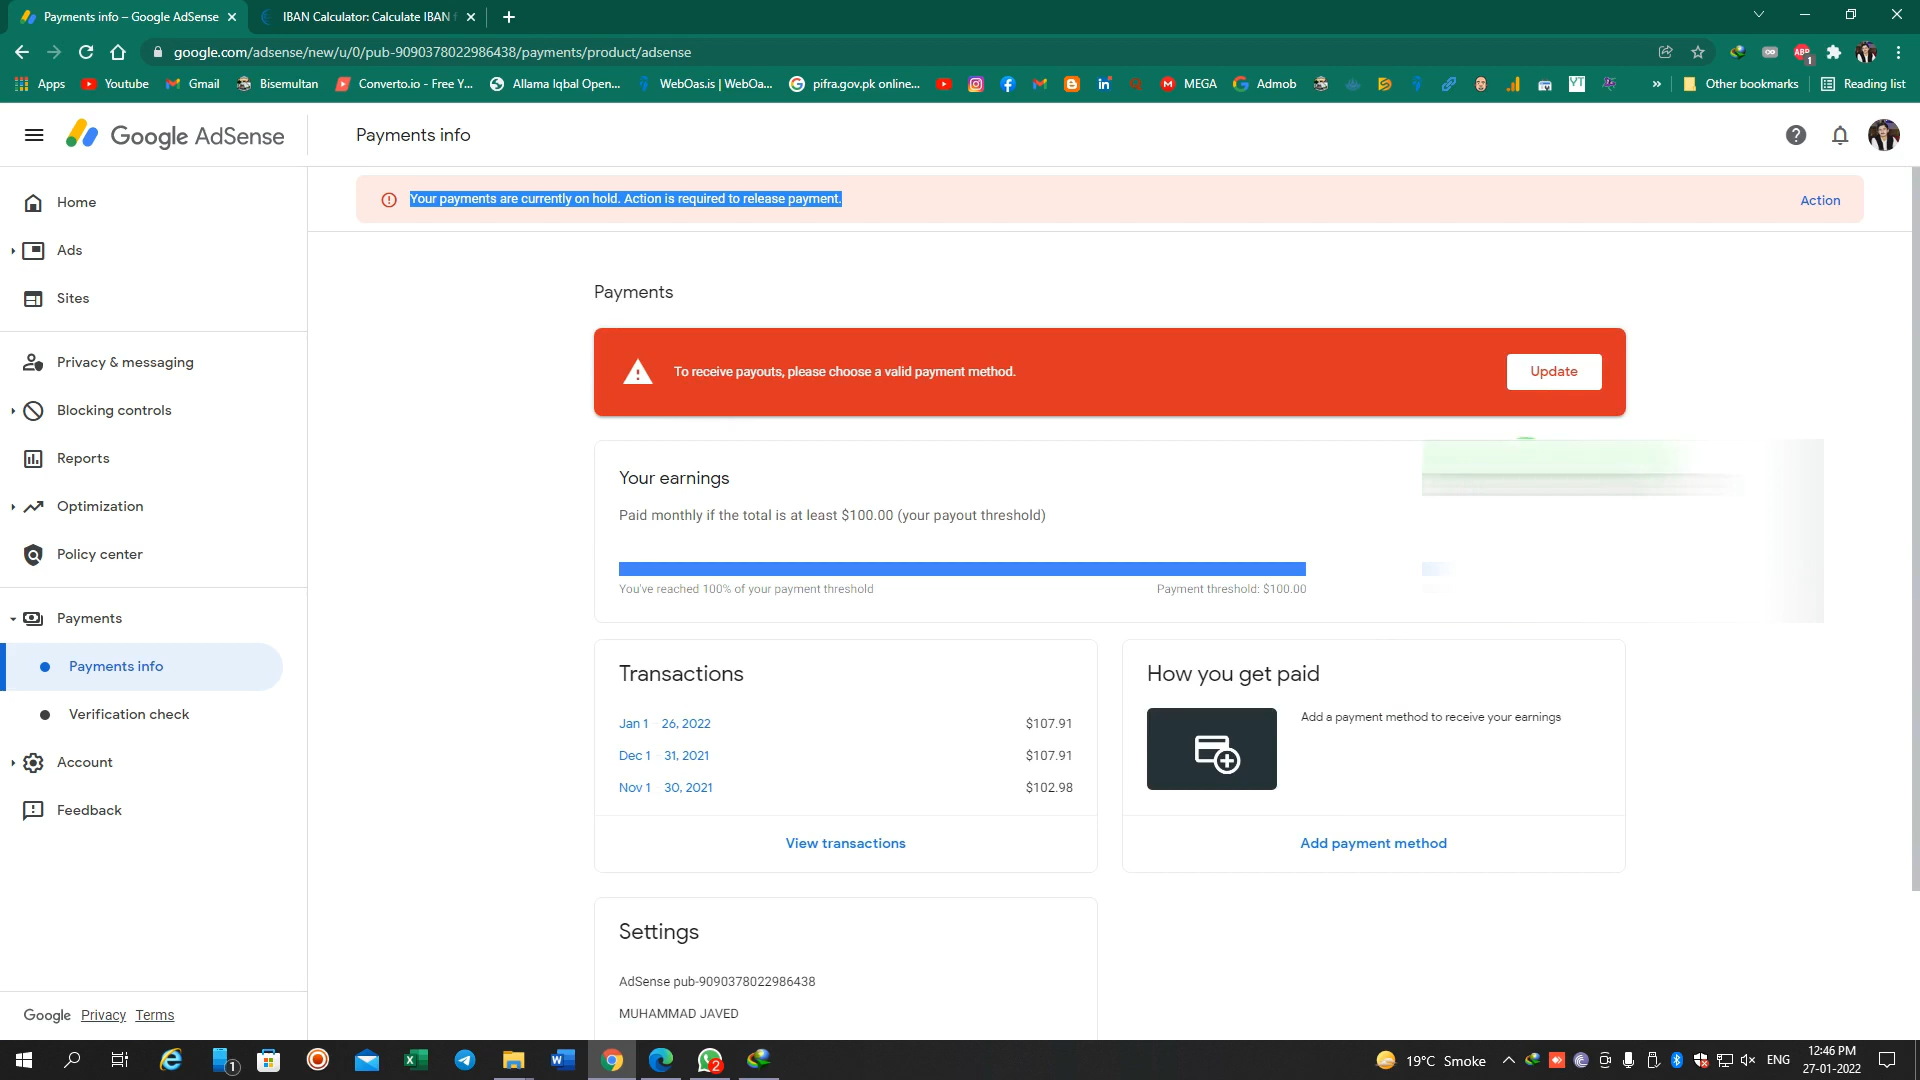 Payments info – Google AdSense
IBAN Calculator: Calculate IBAN f
google.com/adsense/new/u/0/pub-9090378022986438/payments/product/adsense
ABP
1
Apps
Youtube
Gmail
Bisemultan
Converto.io - Free Y...
Allama Iqbal Open...
WebOas.is | WebOa...
pifra.gov.pk online...
MEGA
Admob
YT
»
Other bookmarks
Reading list
Google AdSense
Payments info
Your payments are currently on hold. Action is required to release payment.
Action
Home
Ads
Sites
Privacy & messaging
Blocking controls
Reports
Optimization
Policy center
Payments
Payments info
Verification check
Account
Feedback
Google Privacy Terms
Payments
To receive payouts, please choose a valid payment method.
Update
Your earnings
Paid monthly if the total is at least $100.00 (your payout threshold)
You've reached 100% of your payment threshold
Payment threshold: $100.00
Transactions
Jan 1 26, 2022 $107.91
Dec 1 31, 2021 $107.91
Nov 1 30, 2021 $102.98
View transactions
How you get paid
Add a payment method to receive your earnings
Add payment method
Settings
AdSense pub-9090378022986438
MUHAMMAD JAVED
1
2
19°C Smoke
ENG
12:46 PM
27-01-2022